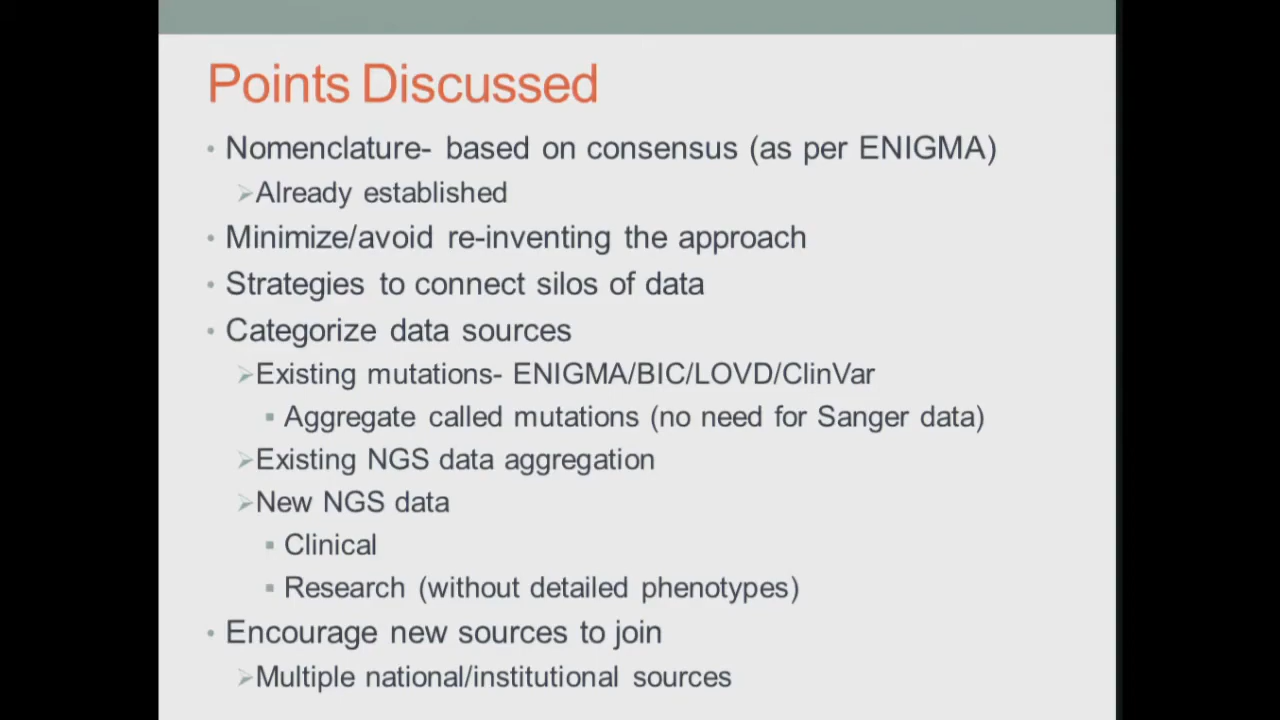 Points Discussed
• Nomenclature- based on consensus (as per ENIGMA)
➢Already established
• Minimize/avoid re-inventing the approach
• Strategies to connect silos of data
• Categorize data sources
➢Existing mutations- ENIGMA/BIC/LOVD/ClinVar
▪ Aggregate called mutations (no need for Sanger data)
➢Existing NGS data aggregation
➢New NGS data
▪ Clinical
▪ Research (without detailed phenotypes)
• Encourage new sources to join
➢Multiple national/institutional sources